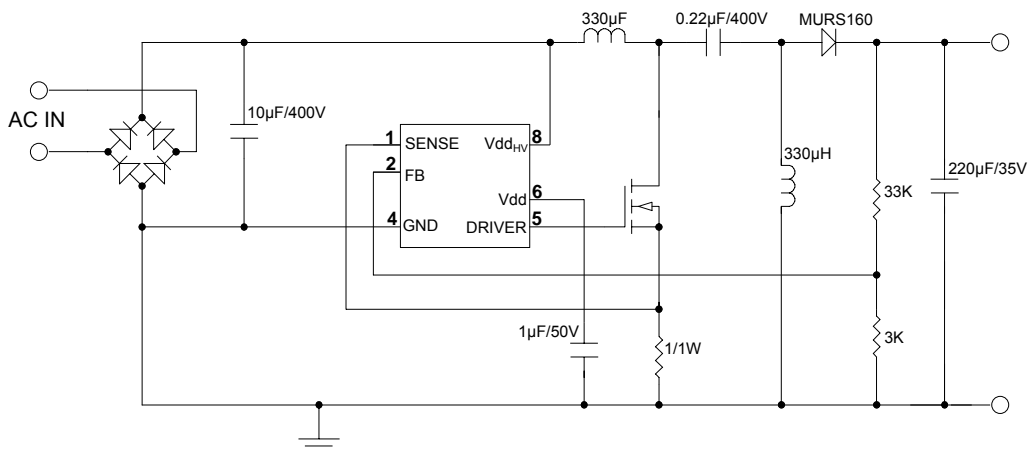 330µF
0.22µF/400V
MURS160
AC IN
10µF/400V
1
SENSE
Vdd_HV
8
2
FB
330µH
220µF/35V
33K
Vdd
6
4
GND
DRIVER
5
1µF/50V
1/1W
3K